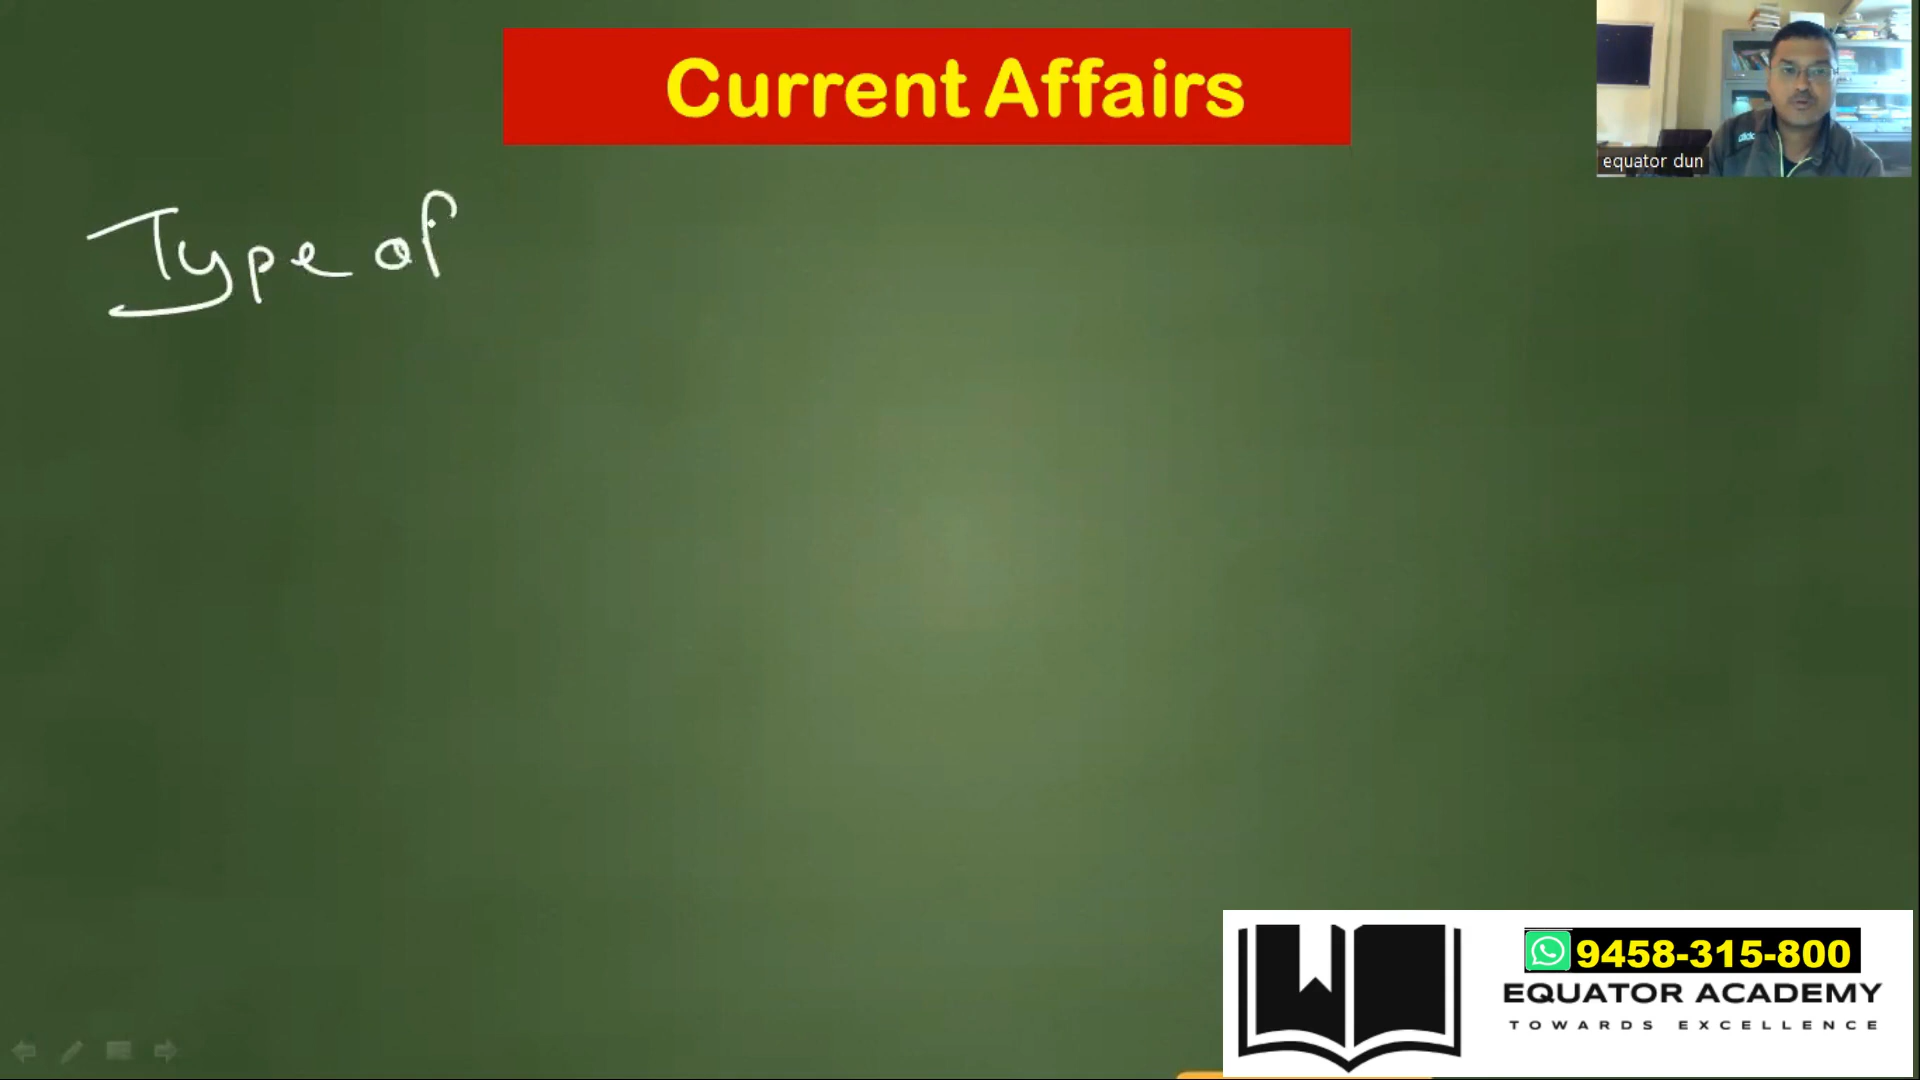 Current Affairs
equator dun
Type of
9458-315-800
EQUATOR ACADEMY
TOWARDS EXCELLENCE